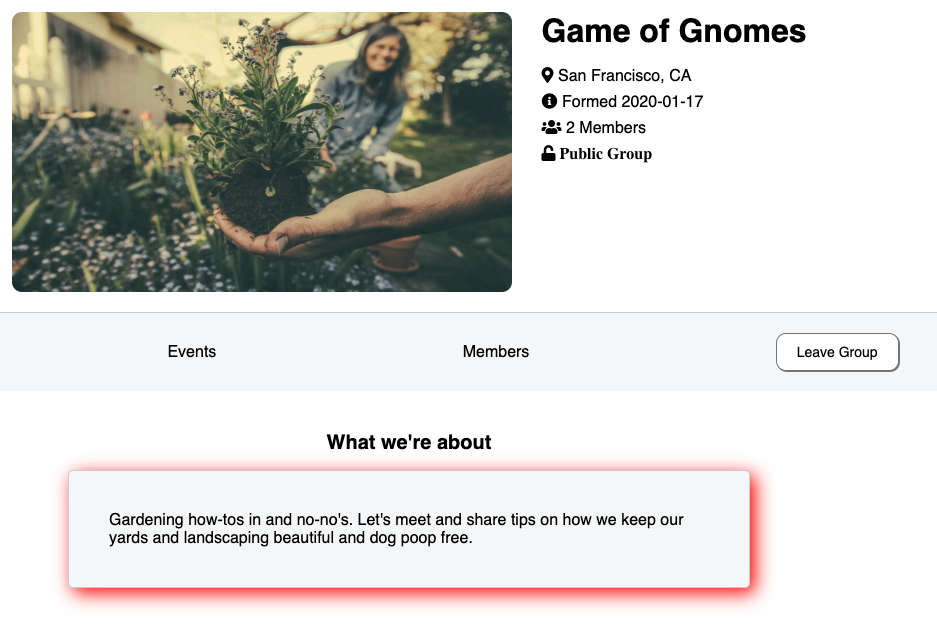 Game of Gnomes
San Francisco, CA
Formed 2020-01-17
2 Members
Public Group
Events
Members
Leave Group
What we're about
Gardening how-tos in and no-no's. Let's meet and share tips on how we keep our
yards and landscaping beautiful and dog poop free.